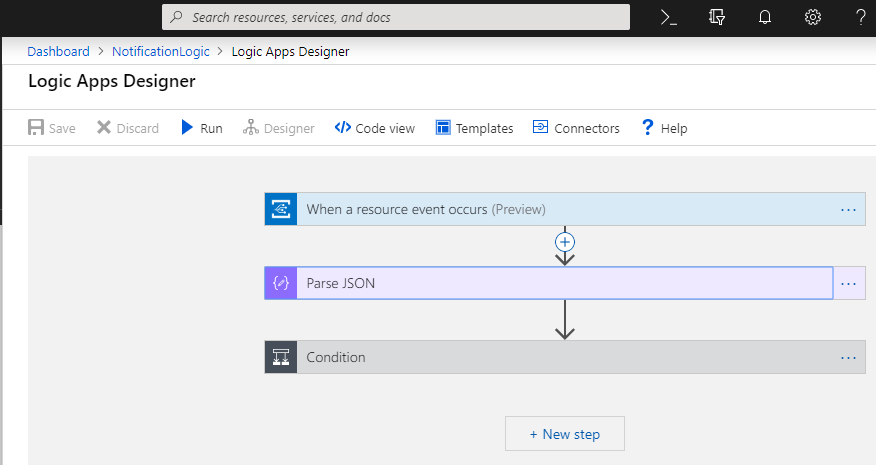 Search resources, services, and docs
Dashboard > NotificationLogic > Logic Apps Designer
Logic Apps Designer
Save Discard Run Designer Code view Templates Connectors Help
When a resource event occurs (Preview)
Parse JSON
Condition
+ New step